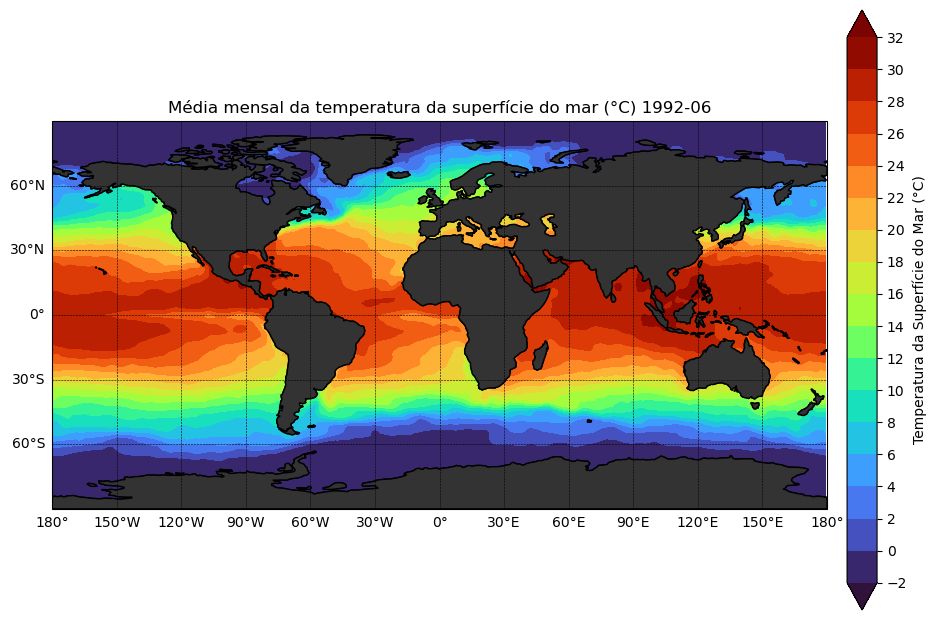 Média mensal da temperatura da superfície do mar (°C) 1992-06
60°N
30°N
0°
30°S
60°S
180° 150°W 120°W 90°W 60°W 30°W 0° 30°E 60°E 90°E 120°E 150°E 180°
32
30
28
26
24
22
20
18
16
14
12
10
8
6
4
2
0
−2
Temperatura da Superfície do Mar (°C)